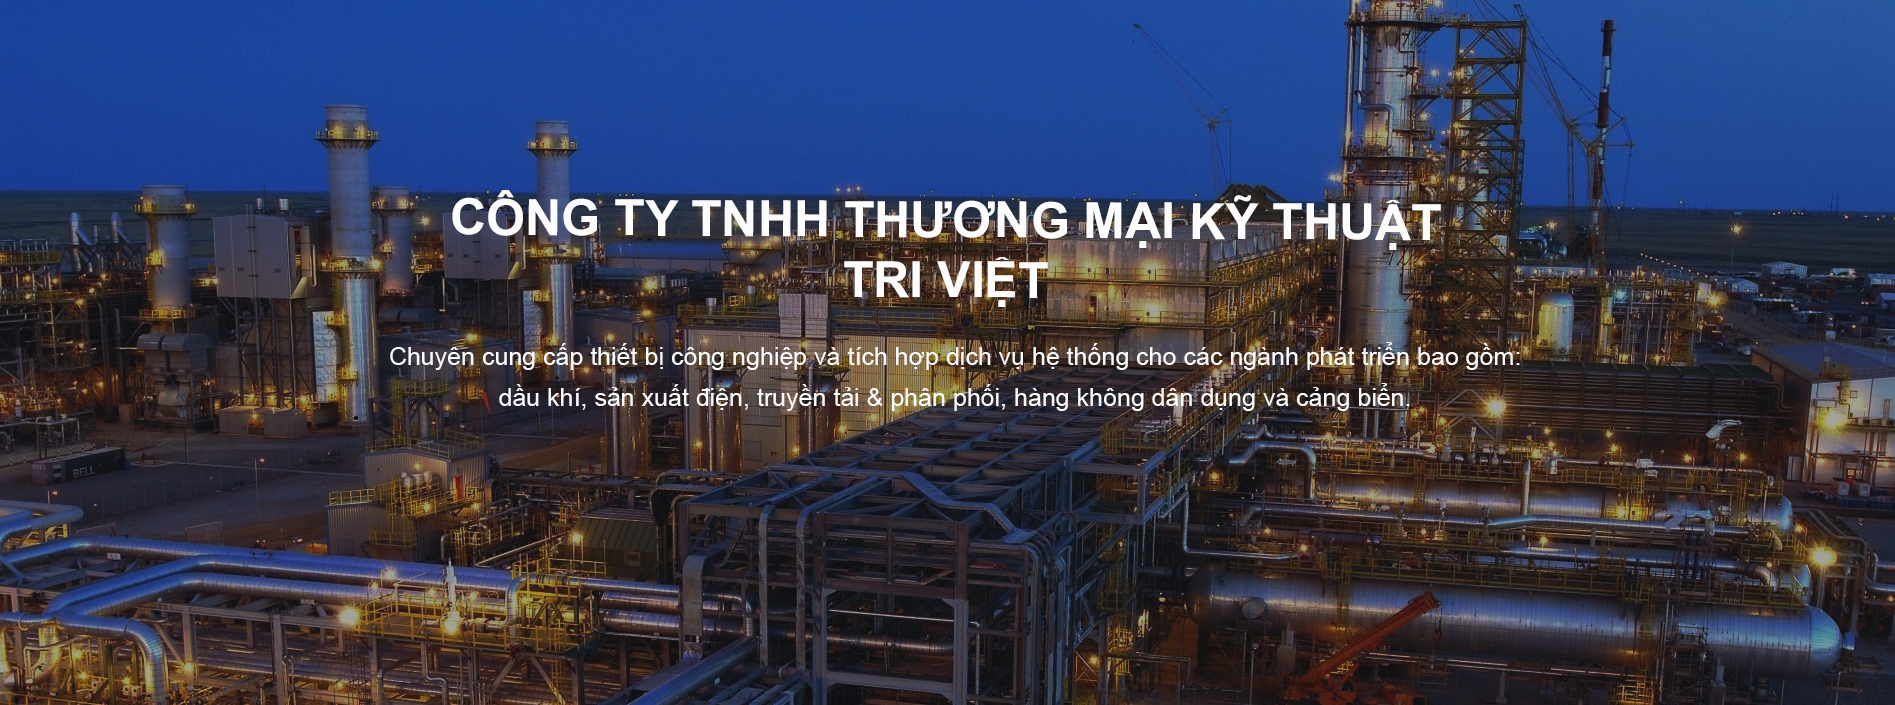 CÔNG TY TNHH THƯƠNG MẠI KỸ THUẬT
TRI VIỆT
Chuyên cung cấp thiết bị công nghiệp và tích hợp dịch vụ hệ thống cho các ngành phát triển bao gồm:
dầu khí, sản xuất điện, truyền tải & phân phối, hàng không dân dụng và cảng biển.
BELL